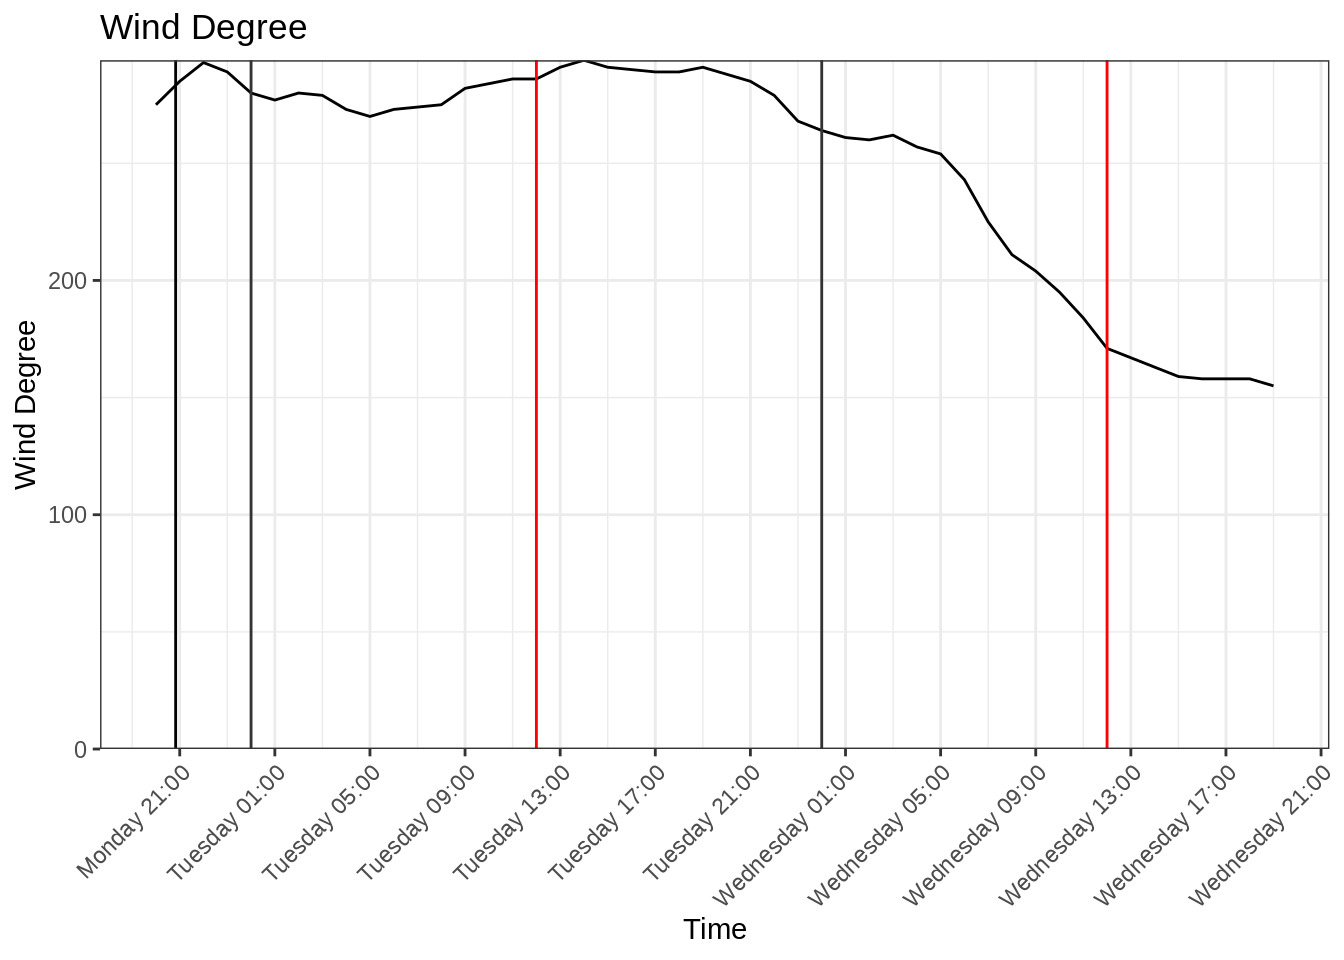 Wind Degree
Wind Degree
200
100
0
Monday 21:00
Tuesday 01:00
Tuesday 05:00
Tuesday 09:00
Tuesday 13:00
Tuesday 17:00
Tuesday 21:00
Wednesday 01:00
Wednesday 05:00
Wednesday 09:00
Wednesday 13:00
Wednesday 17:00
Wednesday 21:00
Time